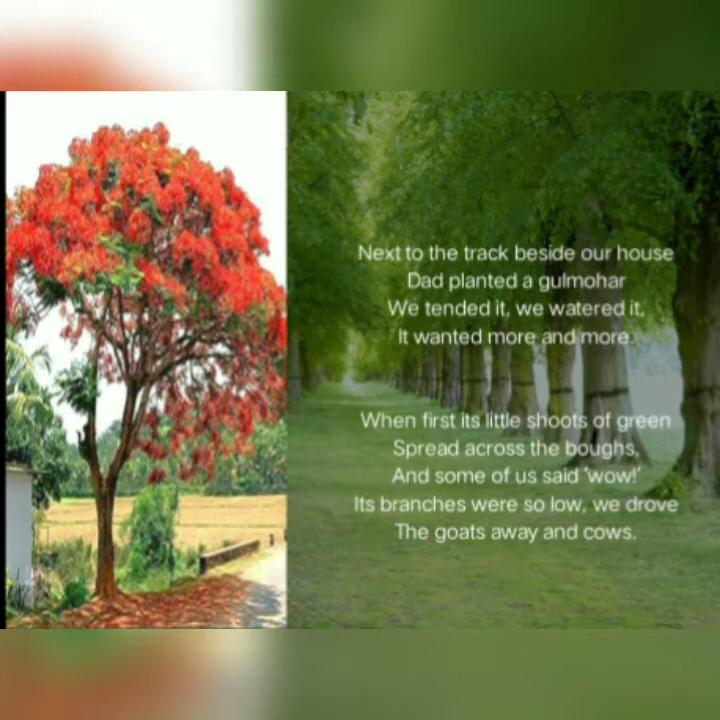 Next to the track beside our house
Dad planted a gulmohar
We tended it, we watered it,
It wanted more and more.
When first its little shoots of green
Spread across the boughs,
And some of us said 'wow!'
Its branches were so low, we drove
The goats away and cows.